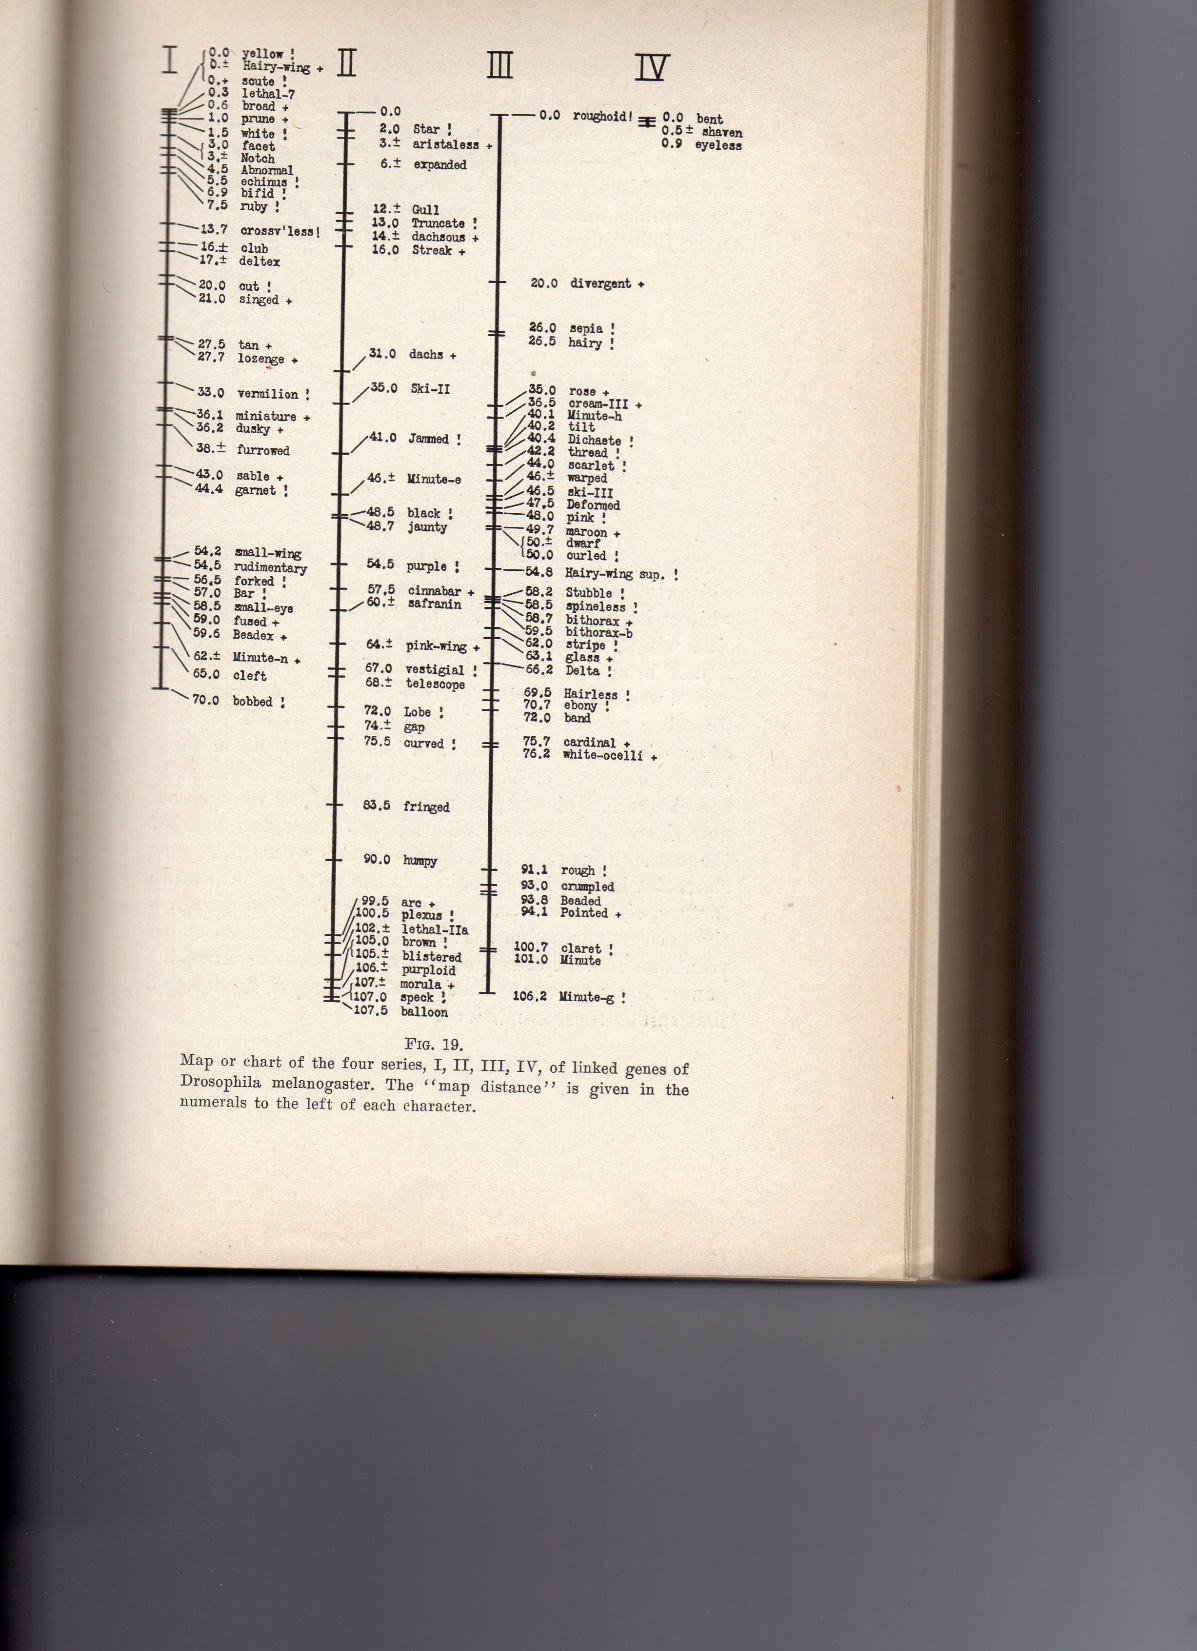 I
0.0 yellow !
0.± Hairy-wing +
0.+ scute !
0.3 lethal-7
0.6 broad +
1.0 prune +
1.5 white !
3.0 facet
3.± Notch
4.5 Abnormal
5.5 echinus !
6.9 bifid !
7.5 ruby !
13.7 crossv'less!
16.± club
17.± deltex
20.0 cut !
21.0 singed +
27.5 tan +
27.7 lozenge +
33.0 vermilion !
36.1 miniature +
36.2 dusky +
38.± furrowed
43.0 sable +
44.4 garnet !
54.2 small-wing
54.5 rudimentary
56.5 forked !
57.0 Bar !
58.5 small-eye
59.0 fused +
59.6 Beadex +
62.± Minute-n +
65.0 cleft
70.0 bobbed !
II
0.0
2.0 Star !
3.± aristaless +
6.± expanded
12.± Gull
13.0 Truncate !
14.± dachsous +
16.0 Streak +
31.0 dachs +
35.0 Ski-II
41.0 Jammed !
46.± Minute-e
48.5 black !
48.7 jaunty
54.5 purple !
57.5 cinnabar +
60.± safranin
64.± pink-wing +
67.0 vestigial !
68.± telescope
72.0 Lobe !
74.± gap
75.5 curved !
83.5 fringed
90.0 humpy
99.5 arc +
100.5 plexus !
102.± lethal-IIa
105.0 brown !
105.± blistered
106.± purploid
107.± morula +
107.0 speck !
107.5 balloon
III
0.0 roughoid!
20.0 divergent +
26.0 sepia !
26.5 hairy !
35.0 rose +
36.5 cream-III +
40.1 Minute-h
40.2 tilt
40.4 Dichaete !
42.2 thread !
44.0 scarlet !
46.± warped
46.5 ski-III
47.5 Deformed
48.0 pink !
49.7 maroon +
50.± dwarf
50.0 curled !
54.8 Hairy-wing sup. !
58.2 Stubble !
58.5 spineless !
58.7 bithorax +
59.5 bithorax-b
62.0 stripe !
63.1 glass +
66.2 Delta !
69.5 Hairless !
70.7 ebony !
72.0 band
75.7 cardinal +
76.2 white-ocelli +
91.1 rough !
93.0 crumpled
93.8 Beaded
94.1 Pointed +
100.7 claret !
101.0 Minute
106.2 Minute-g !
IV
0.0 bent
0.5± shaven
0.9 eyeless
Fig. 19.
Map or chart of the four series, I, II, III, IV, of linked genes of
Drosophila melanogaster. The “map distance” is given in the
numerals to the left of each character.